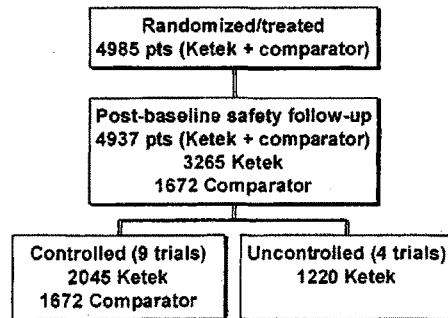 Randomized/treated
4985 pts (Ketek + comparator)
Post-baseline safety follow-up
4937 pts (Ketek + comparator)
3265 Ketek
1672 Comparator
Controlled (9 trials)
2045 Ketek
1672 Comparator
Uncontrolled (4 trials)
1220 Ketek